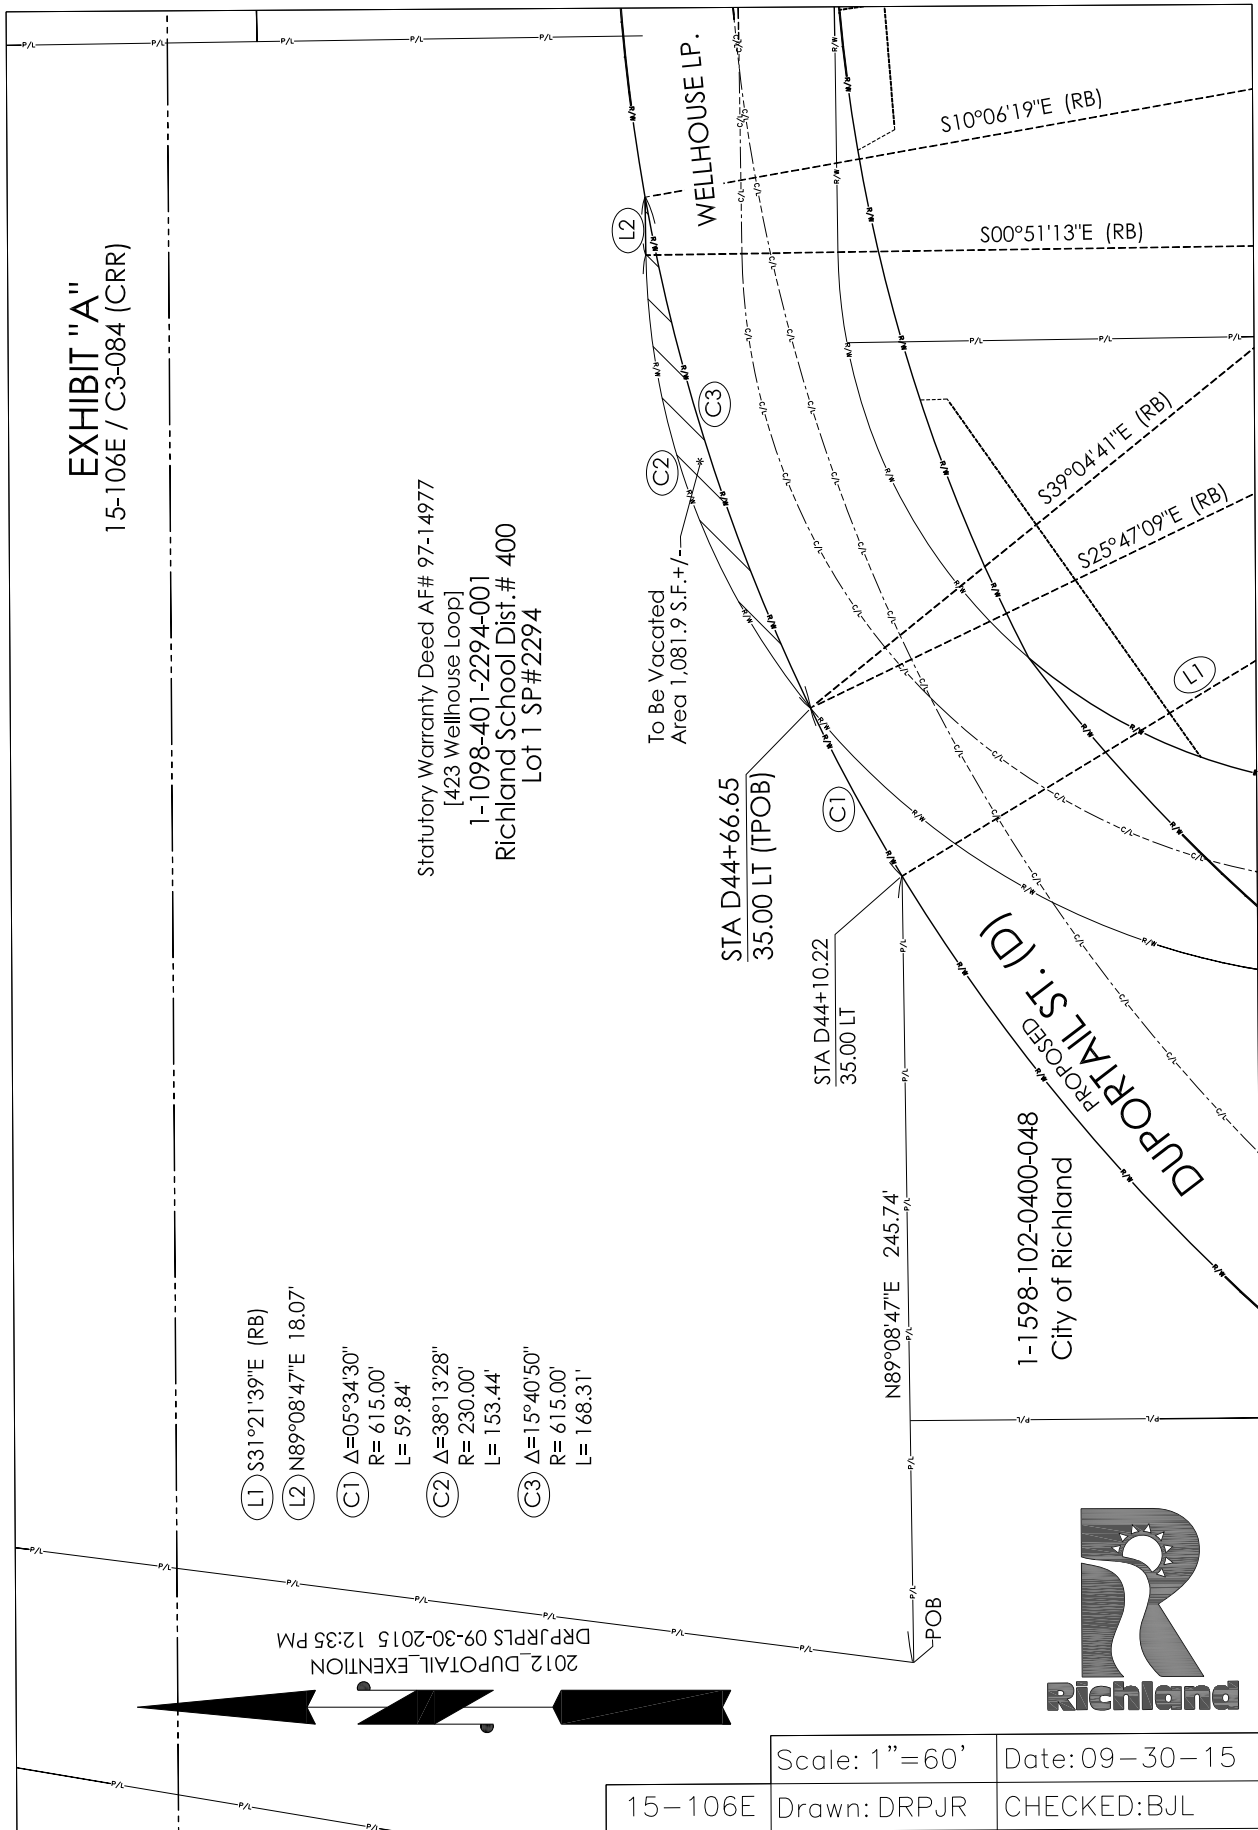 EXHIBIT "A"
15-106E / C3-084 (CRR)
Statutory Warranty Deed AF# 97-14977
[423 Wellhouse Loop]
1-1098-401-2294-001
Richland School Dist.# 400
Lot 1 SP#2294
To Be Vacated
Area 1,081.9 S.F.+/-
*
WELLHOUSE LP.
S10°06'19"E (RB)
S00°51'13"E (RB)
S39°04'41"E (RB)
S25°47'09"E (RB)
L2
C2
C3
C1
L1
STA D44+66.65
35.00 LT (TPOB)
STA D44+10.22
35.00 LT
PROPOSED
DUPORTAIL ST. (D)
N89°08'47"E 245.74'
1-11598-102-0400-048
City of Richland
POB
L1 S31°21'39"E (RB)
L2 N89°08'47"E 18.07'
C1 Δ=05°34'30"
R= 615.00'
L= 59.84'
C2 Δ=38°13'28"
R= 230.00'
L= 153.44'
C3 Δ=15°40'50"
R= 615.00'
L= 168.31'
2012_DUPOTAIL_EXENTION
DRPJRPLS 09-30-2015 12:35 PM
P/L
R/W
C/L
Richland
Scale: 1"=60' Date:09-30-15
15-106E Drawn: DRPJR CHECKED:BJL